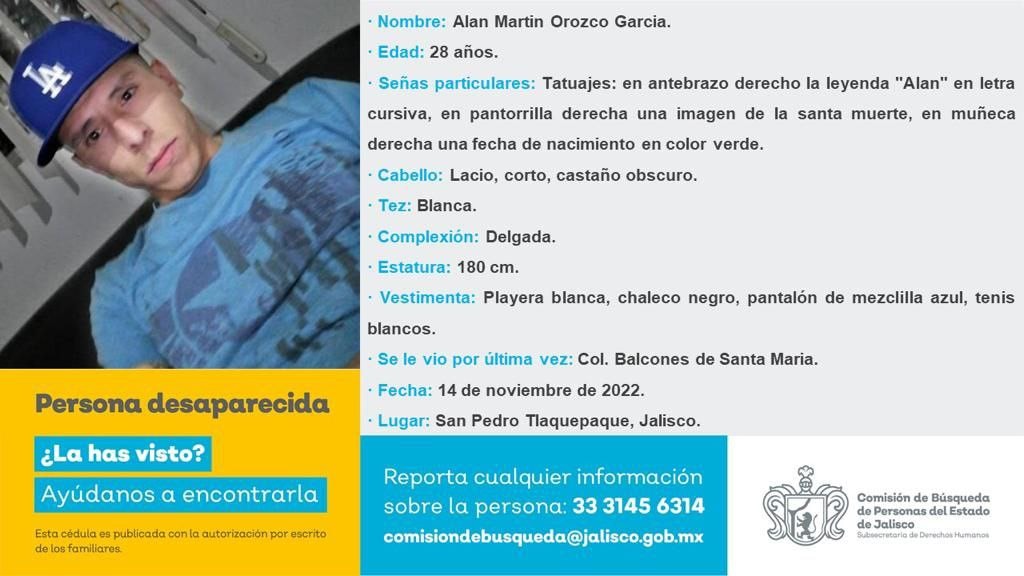 LA
· Nombre: Alan Martin Orozco Garcia.
· Edad: 28 años.
· Señas particulares: Tatuajes: en antebrazo derecho la leyenda "Alan" en letra
cursiva, en pantorrilla derecha una imagen de la santa muerte, en muñeca
derecha una fecha de nacimiento en color verde.
· Cabello: Lacio, corto, castaño obscuro.
· Tez: Blanca.
· Complexión: Delgada.
· Estatura: 180 cm.
· Vestimenta: Playera blanca, chaleco negro, pantalón de mezclilla azul, tenis
blancos.
· Se le vio por última vez: Col. Balcones de Santa Maria.
· Fecha: 14 de noviembre de 2022.
· Lugar: San Pedro Tlaquepaque, Jalisco.
Persona desaparecida
¿La has visto?
Ayúdanos a encontrarla
Esta cédula es publicada con la autorización por escrito
de los familiares.
Reporta cualquier información
sobre la persona: 33 3145 6314
comisiondebusqueda@jalisco.gob.mx
Comisión de Búsqueda
de Personas del Estado
de Jalisco
Subsecretaría de Derechos Humanos